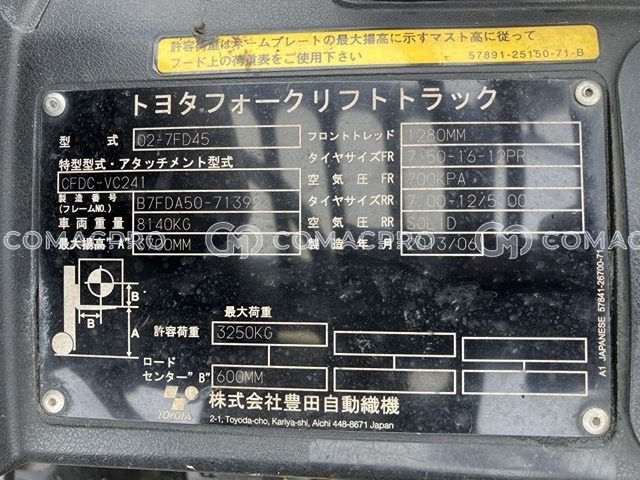 許容荷重はネームプレートの最大揚高に示すマスト高に従って
フード上の荷重表をご使用下さい 57891-25150-71-B
トヨタフォークリフトトラック
型式 02-7FD45 フロントトレッド 1280MM
特型型式・アタッチメント型式 タイヤサイズFR 7.50-16-12PR
CFDC-VC241 空気圧 FR 700KPA
製造番号 (フレームNO.) B7FDA50-71392 タイヤサイズRR 7.00-12/5.00
車両重量 8140KG 空気圧 RR SOLID
最大揚高"A" 3700MM 製造年月
COMACPRO CM COMACPRO CM COMACPRO
B
B A
最大荷重
許容荷重 3250KG
ロード
センター"B" 600MM
TOYOTA 株式会社豊田自動織機
2-1, Toyoda-cho, Kariya-shi, Aichi 448-8671 Japan
A1 JAPANESE 57841-26700-71